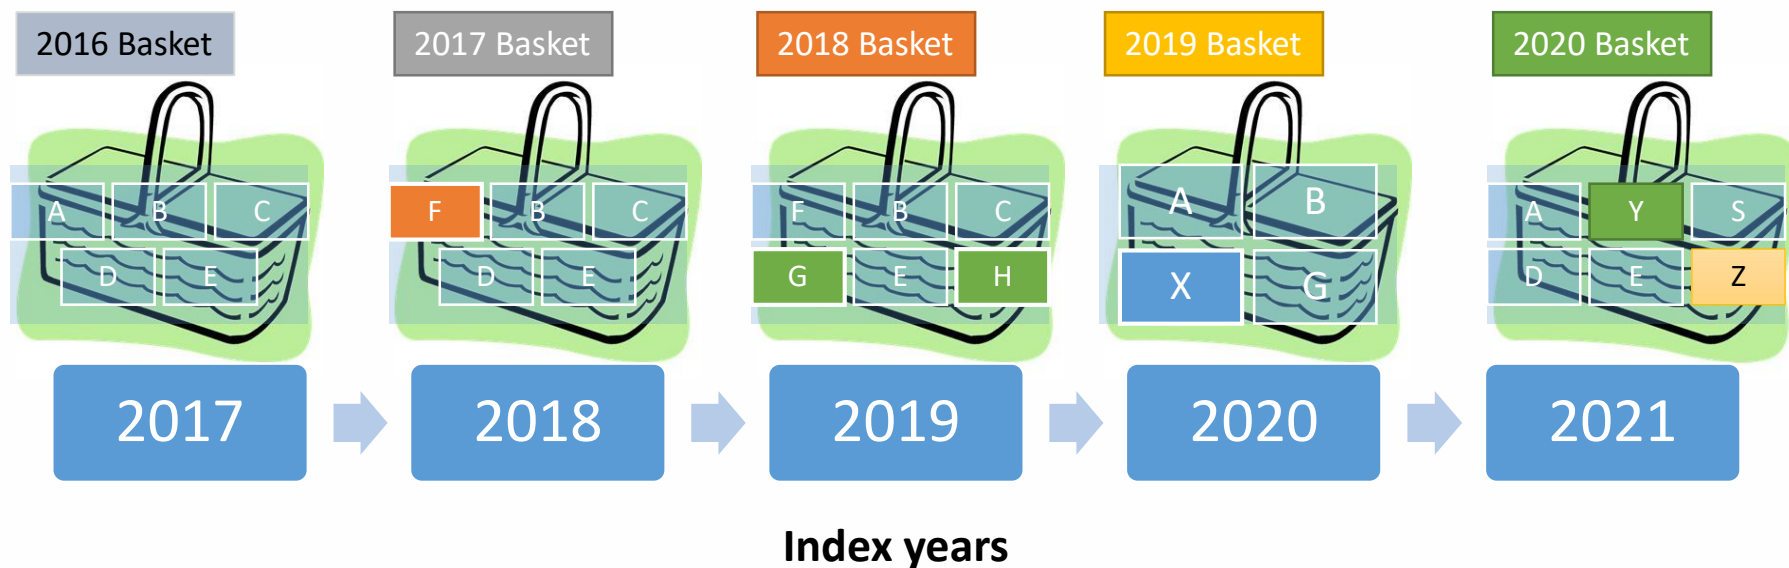 2016 Basket
2017 Basket
2018 Basket
2019 Basket
2020 Basket
A B C
D E
F B C
D E
F B C
G E H
A B
X G
A Y S
D E Z
2017
2018
2019
2020
2021
Index years